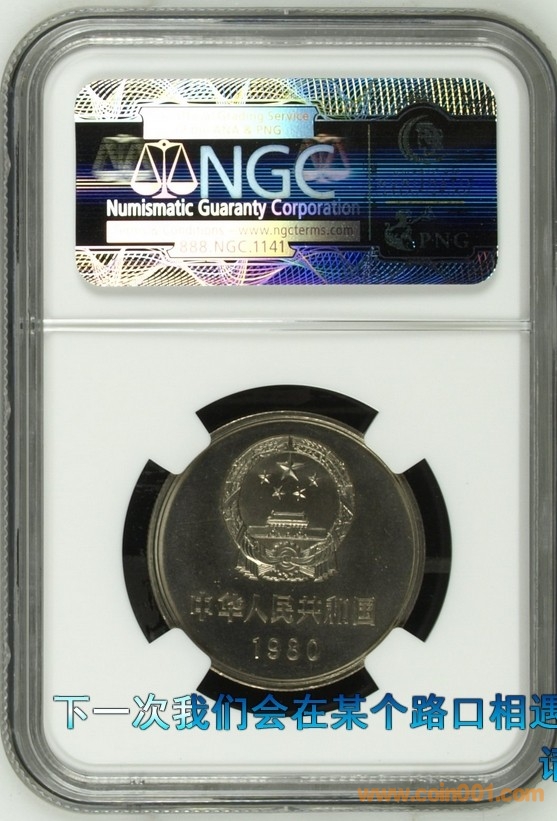 NGC
Numismatic Guaranty Corporation
www.ngcterms.com
888.NGC.1141
PNG
中华人民共和国
1980
下一次我们会在某个路口相遇
www.coin001.com